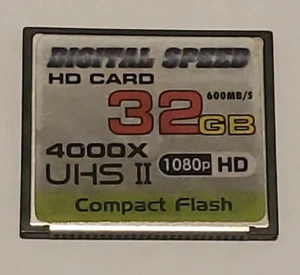 DIGITAL SPEED
HD CARD
600MB/S
32GB
4000X
UHS II 1080p HD
Compact Flash